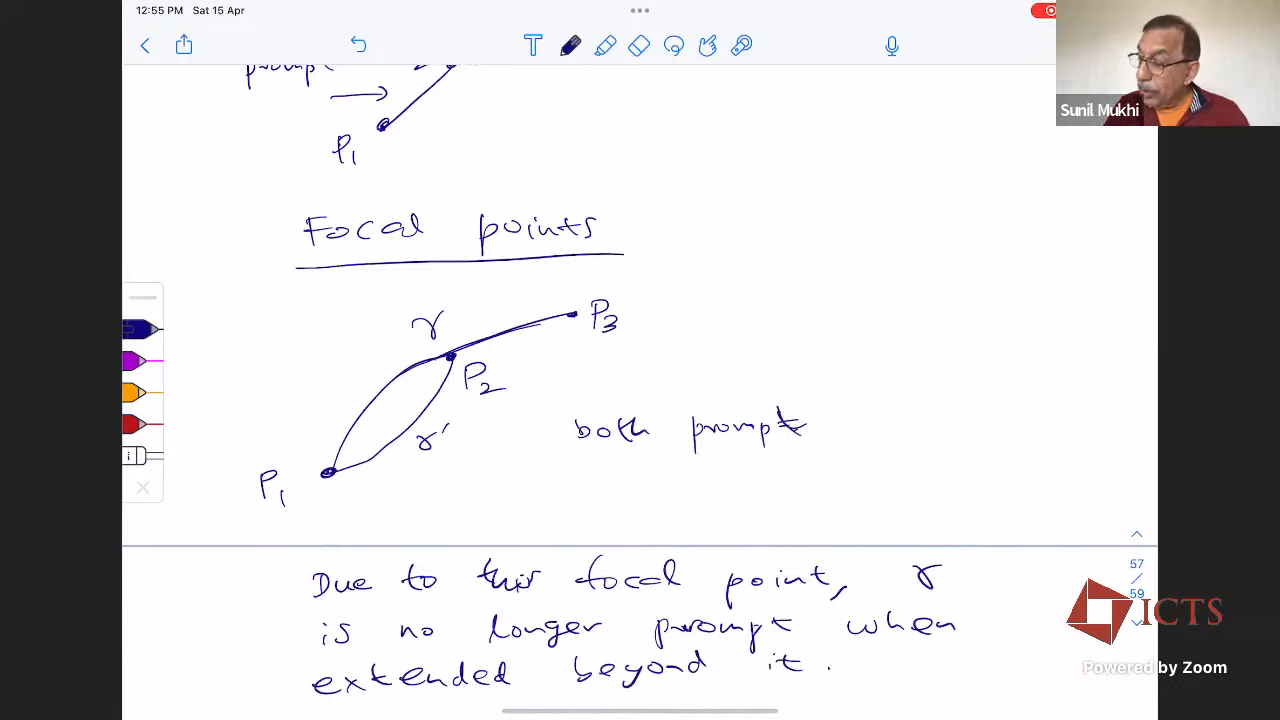 12:55 PM Sat 15 Apr
T
Sunil Mukhi
prompt
P1
Focal points
γ
P3
P2
γ'
both prompt
P1
57
/
59
Due to this focal point, γ
is no longer prompt when
extended beyond it.
ICTS
Powered by Zoom